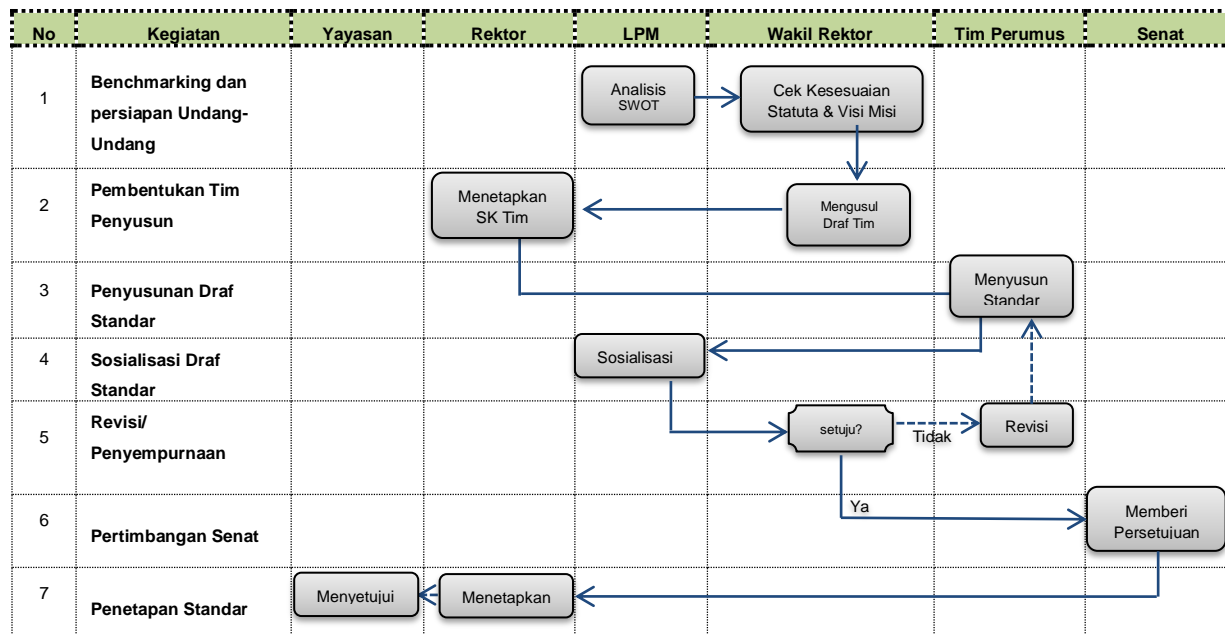 No Kegiatan Yayasan Rektor LPM Wakil Rektor Tim Perumus Senat
1
Benchmarking dan
persiapan Undang-
Undang
Analisis
SWOT
Cek Kesesuaian
Statuta & Visi Misi
2
Pembentukan Tim
Penyusun
Menetapkan
SK Tim
Mengusul
Draf Tim
3
Penyusunan Draf
Standar
Menyusun
Standar
4
Sosialisasi Draf
Standar
Sosialisasi
5
Revisi/
Penyempurnaan
setuju?
Tidak
Revisi
6
Pertimbangan Senat
Ya
Memberi
Persetujuan
7
Penetapan Standar
Menyetujui
Menetapkan